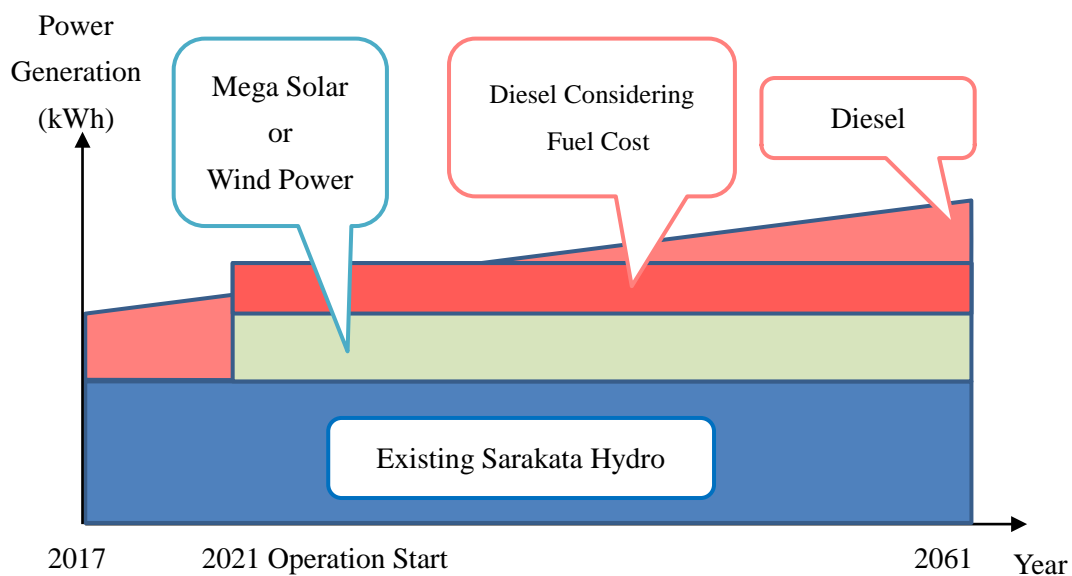 Power
Generation
(kWh)
Mega Solar
or
Wind Power
Diesel Considering
Fuel Cost
Diesel
Existing Sarakata Hydro
2017
2021 Operation Start
2061
Year